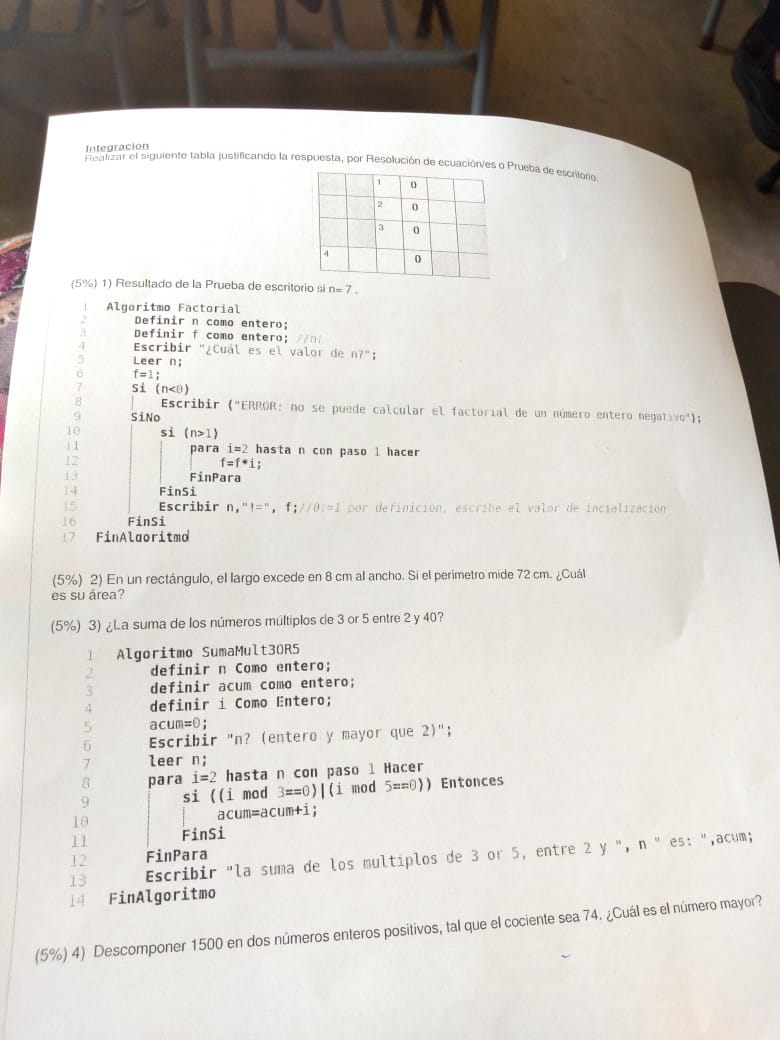 Integración
Realizar el siguiente tabla justificando la respuesta, por Resolución de ecuación/es o Prueba de escritorio.
1 0
2 0
3 0
4 0
(5%) 1) Resultado de la Prueba de escritorio si n= 7 .
1 Algoritmo Factorial
2 Definir n como entero;
3 Definir f como entero; //n!
4 Escribir "¿Cuál es el valor de n?";
5 Leer n;
6 f=1;
7 Si (n<0)
8 Escribir ("ERROR: no se puede calcular el factorial de un número entero negativo");
9 SiNo
10 si (n>1)
11 para i=2 hasta n con paso 1 hacer
12 f=f*i;
13 FinPara
14 FinSi
15 Escribir n,"!=", f;//0!=1 por definición, escribe el valor de incialización
16 FinSi
17 FinAlgoritmo
(5%) 2) En un rectángulo, el largo excede en 8 cm al ancho. Si el perimetro mide 72 cm. ¿Cuál
es su área?
(5%) 3) ¿La suma de los números múltiplos de 3 or 5 entre 2 y 40?
1 Algoritmo SumaMult3OR5
2 definir n Como entero;
3 definir acum como entero;
4 definir i Como Entero;
5 acum=0;
6 Escribir "n? (entero y mayor que 2)";
7 leer n;
8 para i=2 hasta n con paso 1 Hacer
9 si ((i mod 3==0)|(i mod 5==0)) Entonces
10 acum=acum+i;
11 FinSi
12 FinPara
13 Escribir "la suma de los multiplos de 3 or 5, entre 2 y ", n " es: ",acum;
14 FinAlgoritmo
(5%) 4) Descomponer 1500 en dos números enteros positivos, tal que el cociente sea 74. ¿Cuál es el número mayor?